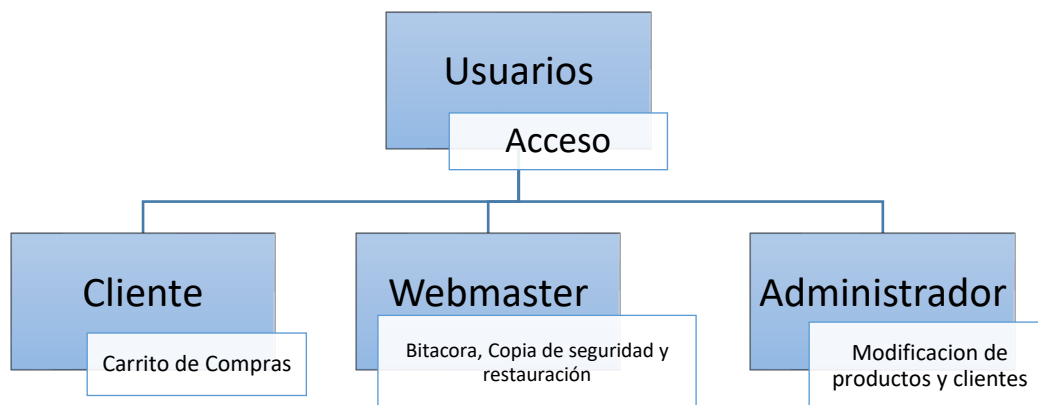 Usuarios
Acceso
Cliente
Carrito de Compras
Webmaster
Bitacora, Copia de seguridad y
restauración
Administrador
Modificacion de
productos y clientes